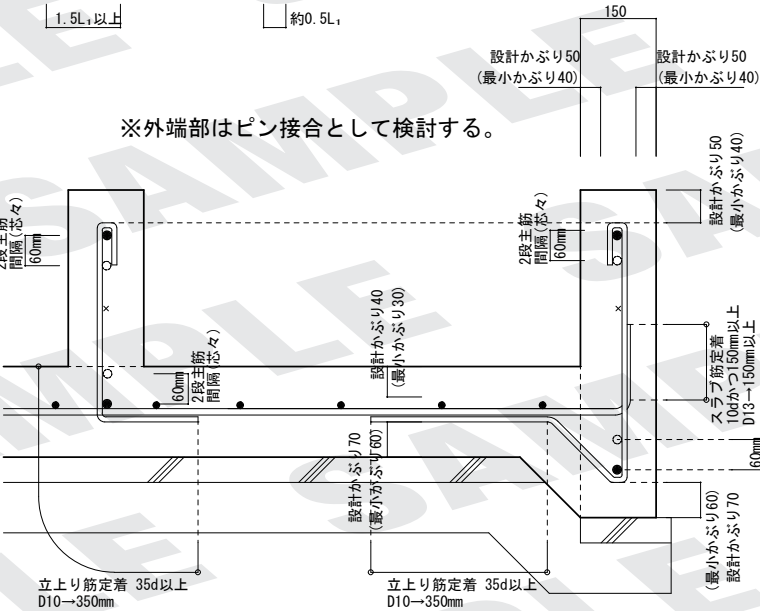 1.5L₁以上
約0.5L₁
150
設計かぶり50
(最小かぶり40)
設計かぶり50
(最小かぶり40)
※外端部はピン接合として検討する。
設計かぶり50
(最小かぶり40)
2段主筋
間隔(芯々)
60mm
2段主筋
間隔(芯々)
60mm
設計かぶり40
(最小かぶり30)
60mm
2段主筋
間隔(芯々)
スラブ筋定着
10dかつ150mm以上
D13→150mm以上
60mm
設計かぶり70
(最小かぶり60)
(最小かぶり60)
設計かぶり70
立上り筋定着 35d以上
D10→350mm
立上り筋定着 35d以上
D10→350mm
SAMPLE
SAMPLE
SAMPLE
SAMPLE